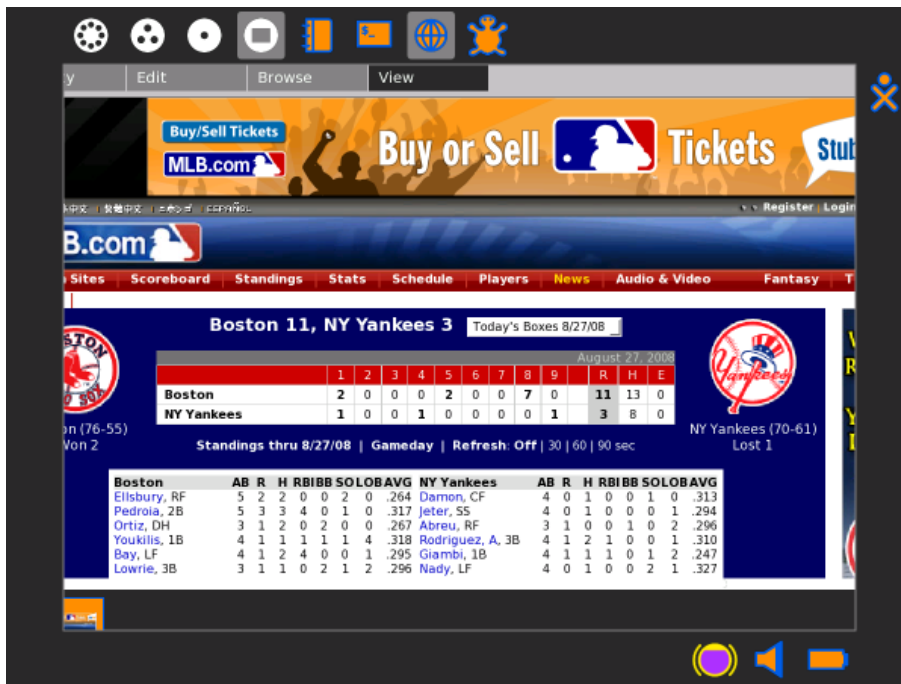 $_
y Edit Browse View
Buy/Sell Tickets
MLB.com
Buy or Sell Tickets
Stub
中文 | 繁體中文 | にほんご | ESPAÑOL
Register | Login
B.com
Sites Scoreboard Standings Stats Schedule Players News Audio & Video Fantasy T
Boston 11, NY Yankees 3 Today's Boxes 8/27/08
August 27, 2008
1 2 3 4 5 6 7 8 9 R H E
Boston 2 0 0 0 2 0 0 7 0 11 13 0
NY Yankees 1 0 0 1 0 0 0 0 1 3 8 0
on (76-55)
Won 2
NY Yankees (70-61)
Lost 1
Standings thru 8/27/08 | Gameday | Refresh: Off | 30 | 60 | 90 sec
Boston AB R H RBI BB SO LOB AVG NY Yankees AB R H RBI BB SO LOB AVG
Ellsbury, RF 5 2 2 0 0 2 0 .264 Damon, CF 4 0 1 0 0 1 0 .313
Pedroia, 2B 5 3 3 4 0 1 0 .317 Jeter, SS 4 0 1 0 0 0 1 .294
Ortiz, DH 3 1 2 0 2 0 0 .267 Abreu, RF 3 1 0 0 1 0 2 .296
Youkilis, 1B 4 1 1 1 1 1 4 .318 Rodriguez, A, 3B 4 1 2 1 0 0 1 .310
Bay, LF 4 1 2 4 0 0 1 .295 Giambi, 1B 4 1 1 1 0 1 2 .247
Lowrie, 3B 3 1 1 0 2 1 2 .296 Nady, LF 4 0 1 0 0 2 1 .327